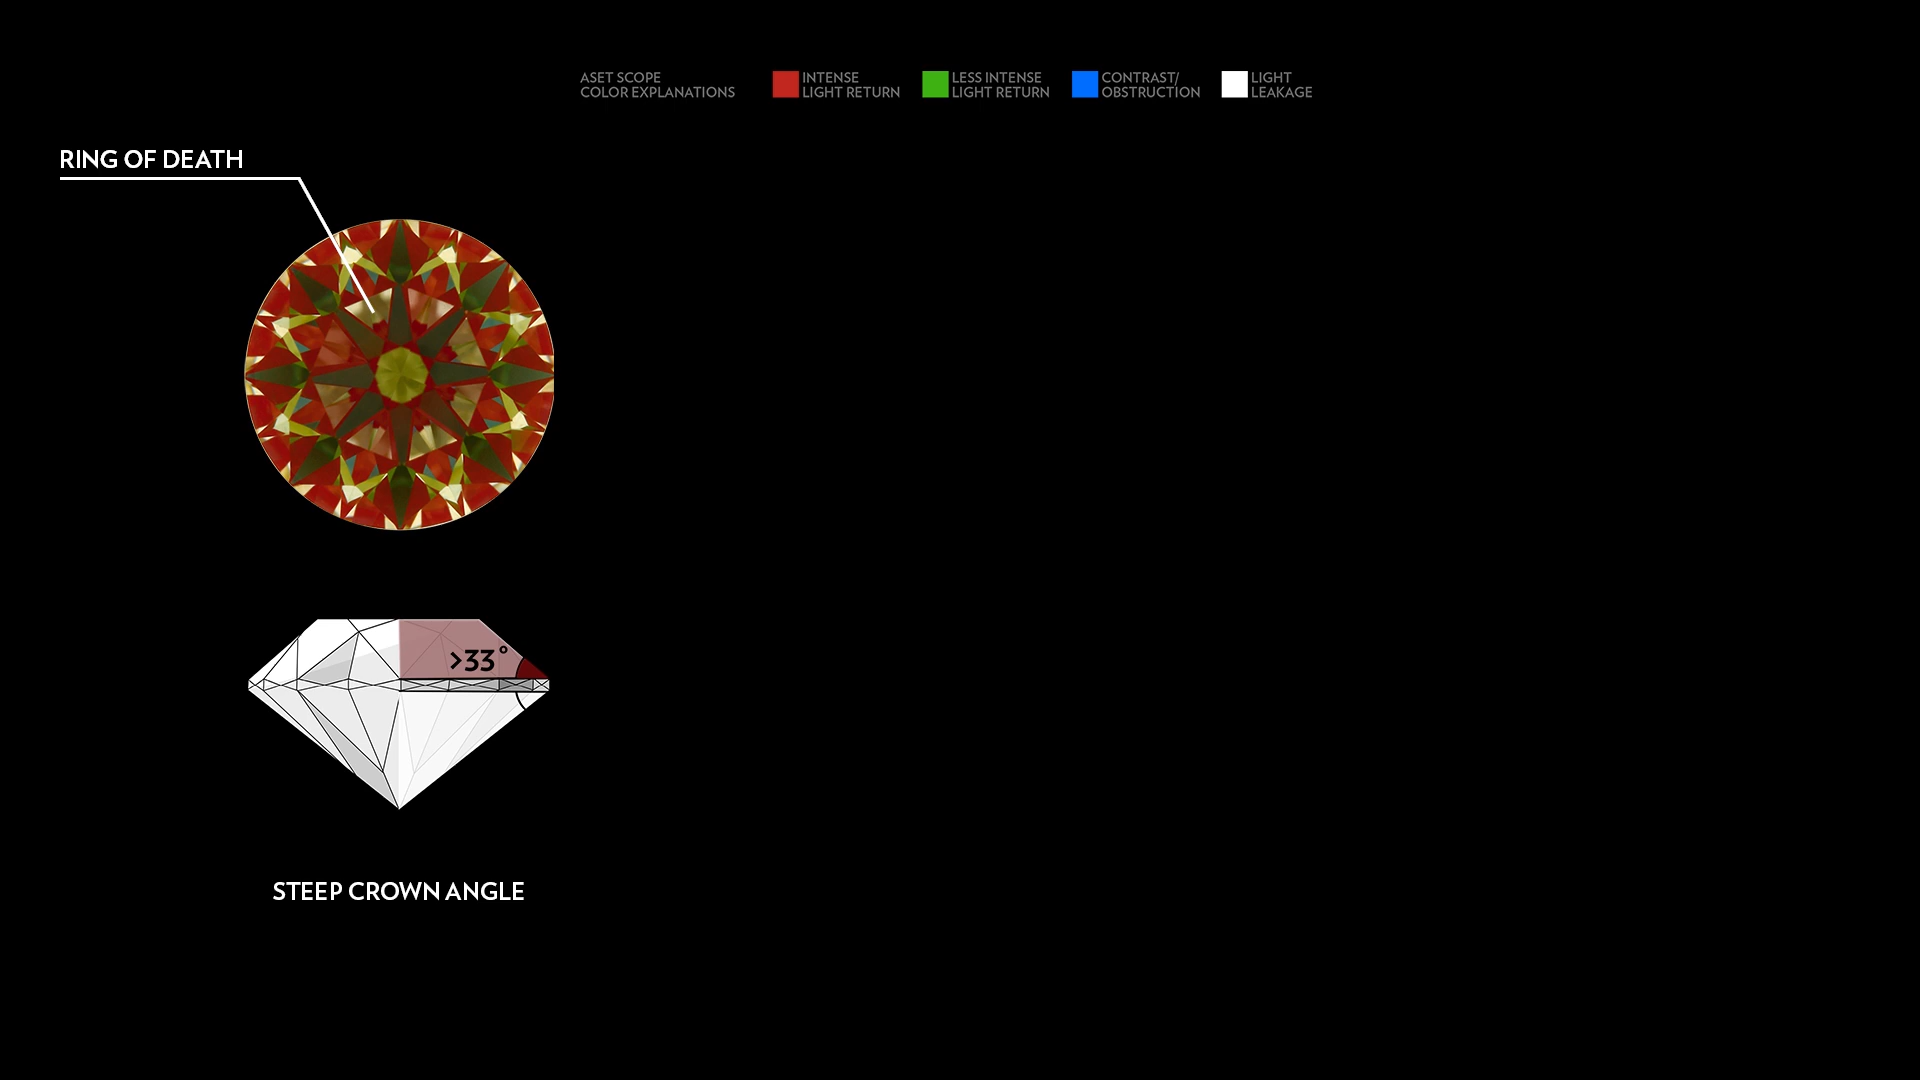 ASET SCOPE
COLOR EXPLANATIONS
INTENSE
LIGHT RETURN
LESS INTENSE
LIGHT RETURN
CONTRAST/
OBSTRUCTION
LIGHT
LEAKAGE
RING OF DEATH
>33°
STEEP CROWN ANGLE